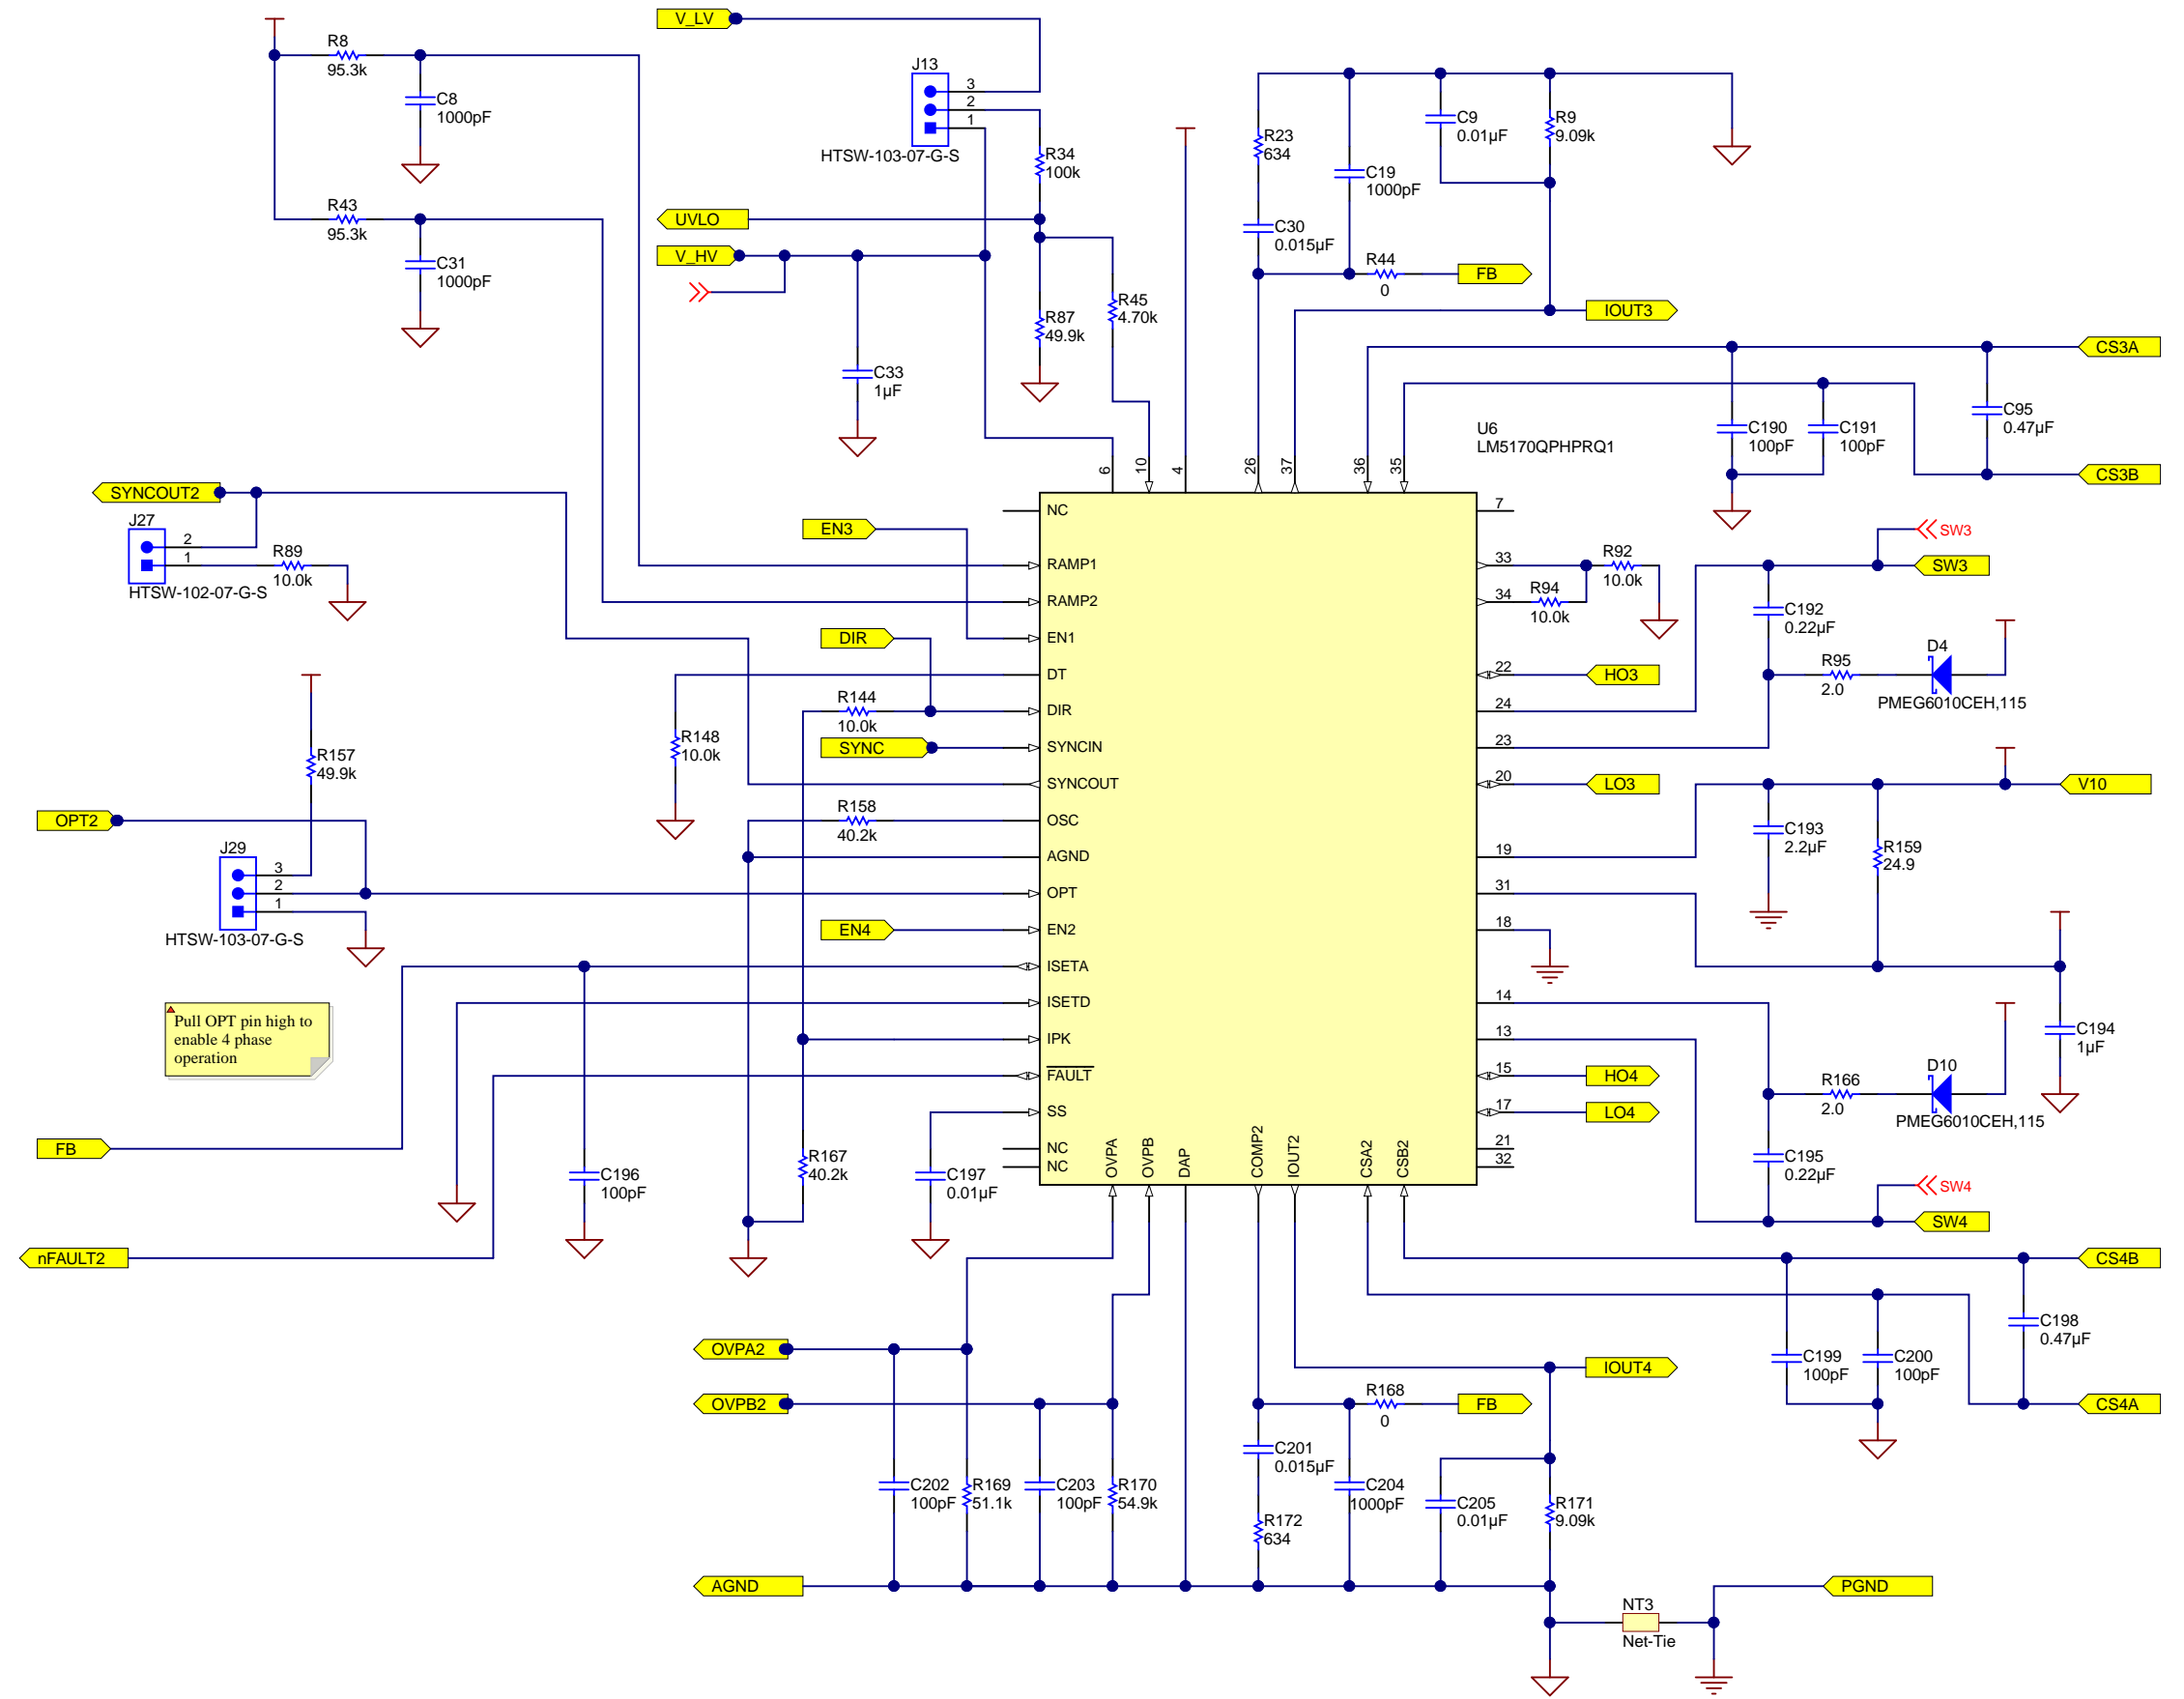 V_LV
R8
95.3k
C8
1000pF
J13
3
2
1
HTSW-103-07-G-S
R34
100k
R23
634
C19
1000pF
C9
0.01µF
R9
9.09k
R43
95.3k
C31
1000pF
UVLO
V_HV
C30
0.015µF
R44
0
FB
IOUT3
R87
49.9k
R45
4.70k
C33
1µF
CS3A
C95
0.47µF
C190
100pF
C191
100pF
CS3B
U6
LM5170QPHPRQ1
6
10
4
26
37
36
35
SYNCOUT2
J27
2
1
R89
10.0k
HTSW-102-07-G-S
EN3
NC
RAMP1
RAMP2
EN1
DT
DIR
SYNCIN
SYNCOUT
OSC
AGND
OPT
EN2
ISETA
ISETD
IPK
FAULT
SS
NC
NC
7
33
34
22
24
23
20
19
31
18
14
13
15
17
21
32
R92
10.0k
R94
10.0k
SW3
SW3
C192
0.22µF
R95
2.0
D4
PMEG6010CEH,115
HO3
LO3
V10
C193
2.2µF
R159
24.9
DIR
R144
10.0k
SYNC
R148
10.0k
R158
40.2k
R157
49.9k
OPT2
J29
3
2
1
HTSW-103-07-G-S
EN4
Pull OPT pin high to
enable 4 phase
operation
C194
1µF
R166
2.0
D10
PMEG6010CEH,115
HO4
LO4
C195
0.22µF
SW4
SW4
FB
C196
100pF
R167
40.2k
C197
0.01µF
nFAULT2
OVPA
OVPB
DAP
COMP2
IOUT2
CSA2
CSB2
CS4B
C198
0.47µF
C199
100pF
C200
100pF
CS4A
OVPA2
OVPB2
IOUT4
R168
0
FB
C201
0.015µF
C202
100pF
R169
51.1k
C203
100pF
R170
54.9k
C204
1000pF
C205
0.01µF
R171
9.09k
R172
634
AGND
PGND
NT3
Net-Tie